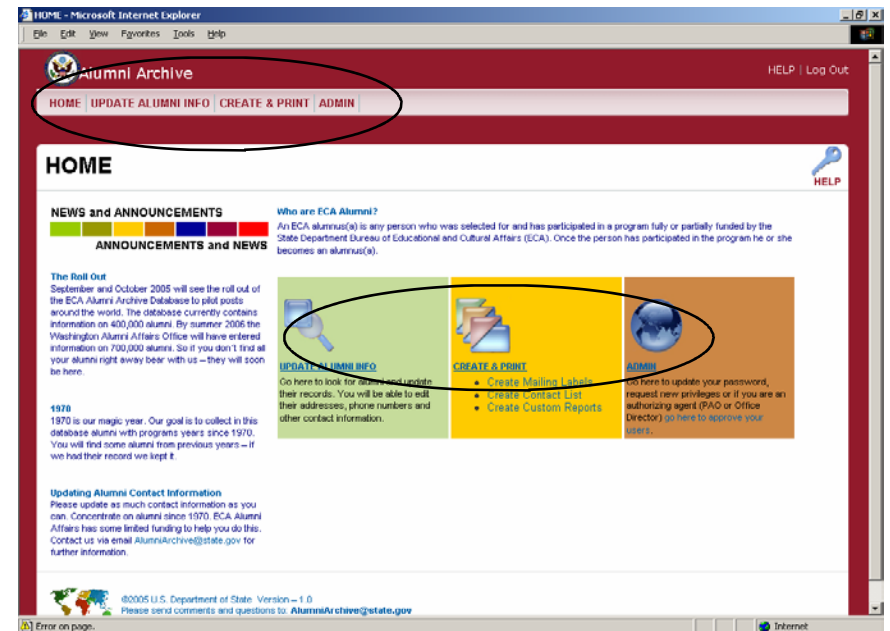 HOME - Microsoft Internet Explorer
File Edit View Favorites Tools Help
Alumni Archive
HELP | Log Out
HOME UPDATE ALUMNI INFO CREATE & PRINT ADMIN
HOME
HELP
NEWS and ANNOUNCEMENTS
ANNOUNCEMENTS and NEWS
The Roll Out
September and October 2005 will see the roll out of
the ECA Alumni Archive Database to pilot posts
around the world. The database currently contains
information on 400,000 alumni. By summer 2006 the
Washington Alumni Affairs Office will have entered
information on 700,000 alumni. So if you don't find all
your alumni right away bear with us – they will soon
be here.
1970
1970 is our magic year. Our goal is to collect in this
database alumni with programs years since 1970.
You will find some alumni from previous years – if
we had their record we kept it.
Updating Alumni Contact Information
Please update as much contact information as you
can. Concentrate on alumni since 1970. ECA Alumni
Affairs has some limited funding to help you do this.
Contact us via email AlumniArchive@state.gov for
further information.
Who are ECA Alumni?
An ECA alumnus(a) is any person who was selected for and has participated in a program fully or partially funded by the
State Department Bureau of Educational and Cultural Affairs (ECA). Once the person has participated in the program he or she
becomes an alumnus(a).
UPDATE ALUMNI INFO
Go here to look for alumni and update
their records. You will be able to edit
their addresses, phone numbers and
other contact information.
CREATE & PRINT
• Create Mailing Labels
• Create Contact List
• Create Custom Reports
ADMIN
Go here to update your password,
request new privileges or if you are an
authorizing agent (PAO or Office
Director) go here to approve your
users.
©2005 U.S. Department of State Version – 1.0
Please send comments and questions to: AlumniArchive@state.gov
Error on page.
Internet